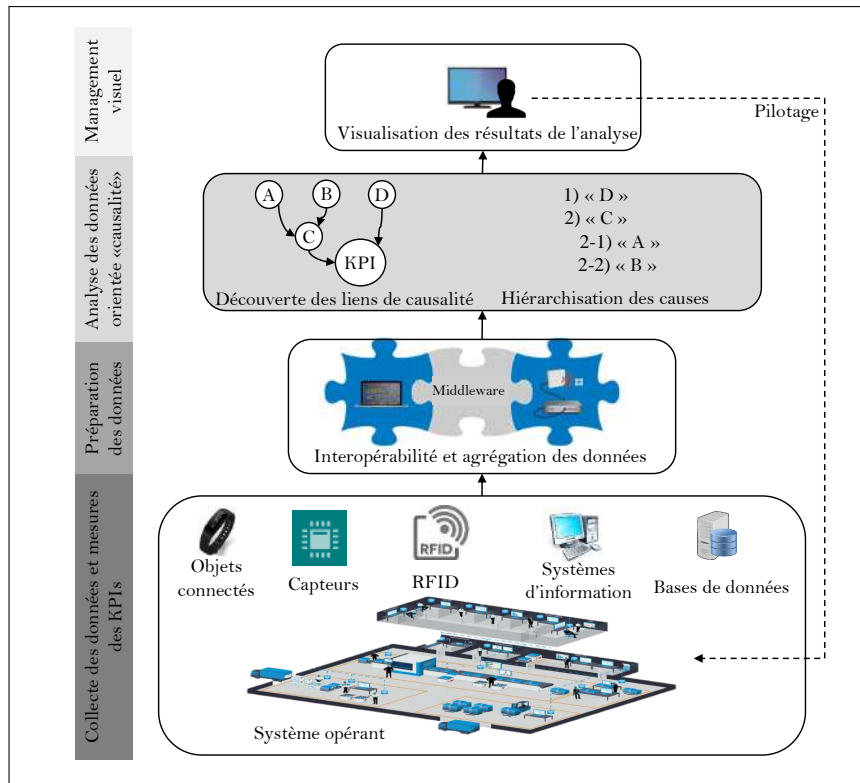 Management
visuel
Visualisation des résultats de l'analyse
Pilotage
Analyse des données
orientée «causalité»
A
B
D
C
KPI
Découverte des liens de causalité
1) « D »
2) « C »
2-1) « A »
2-2) « B »
Hiérarchisation des causes
Préparation
des données
Middleware
Interopérabilité et agrégation des données
Collecte des données et mesures
des KPIs
Objets
connectés
Capteurs
RFID
RFID
Systèmes
d'information
Bases de données
Système opérant